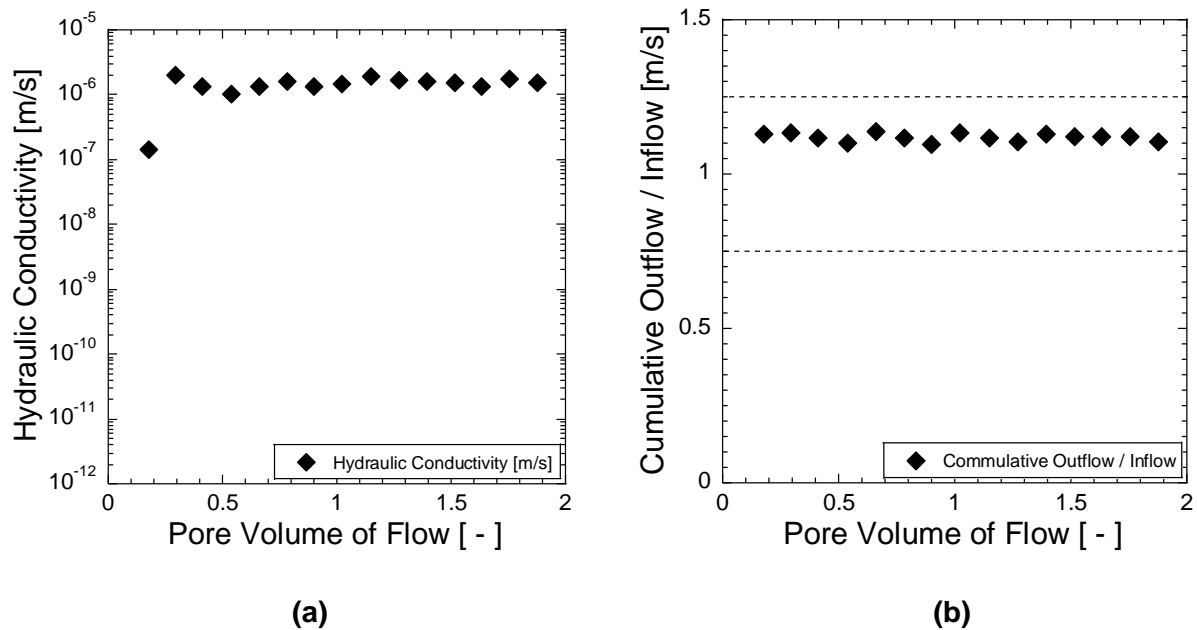 10⁻⁵
10⁻⁶
10⁻⁷
10⁻⁸
10⁻⁹
10⁻¹⁰
10⁻¹¹
10⁻¹²
Hydraulic Conductivity [m/s]
Hydraulic Conductivity [m/s]
0 0.5 1 1.5 2
Pore Volume of Flow [ - ]
(a)
1.5
1
0.5
0
Cumulative Outflow / Inflow [m/s]
Commulative Outflow / Inflow
0 0.5 1 1.5 2
Pore Volume of Flow [ - ]
(b)